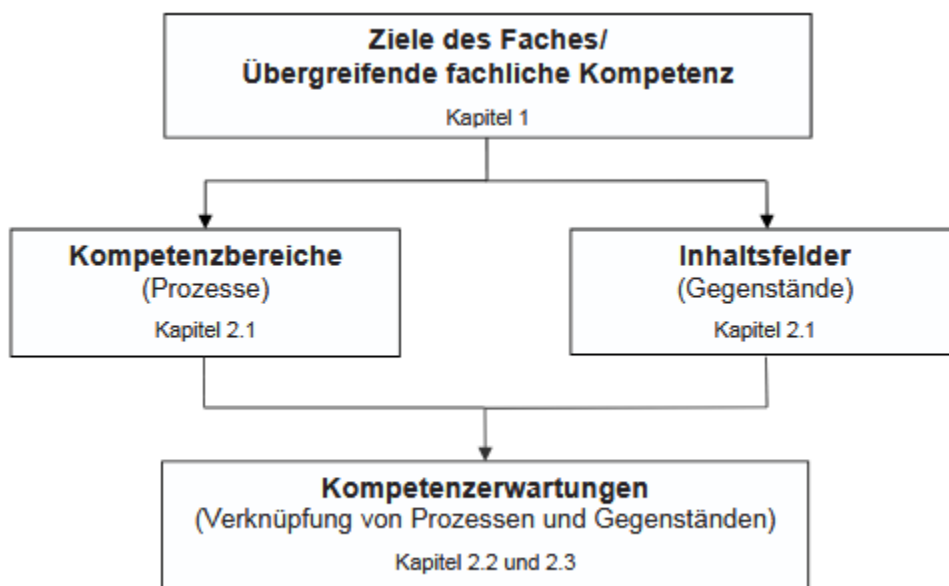 Ziele des Faches/
Übergreifende fachliche Kompetenz
Kapitel 1
Kompetenzbereiche
(Prozesse)
Kapitel 2.1
Inhaltsfelder
(Gegenstände)
Kapitel 2.1
Kompetenzerwartungen
(Verknüpfung von Prozessen und Gegenständen)
Kapitel 2.2 und 2.3